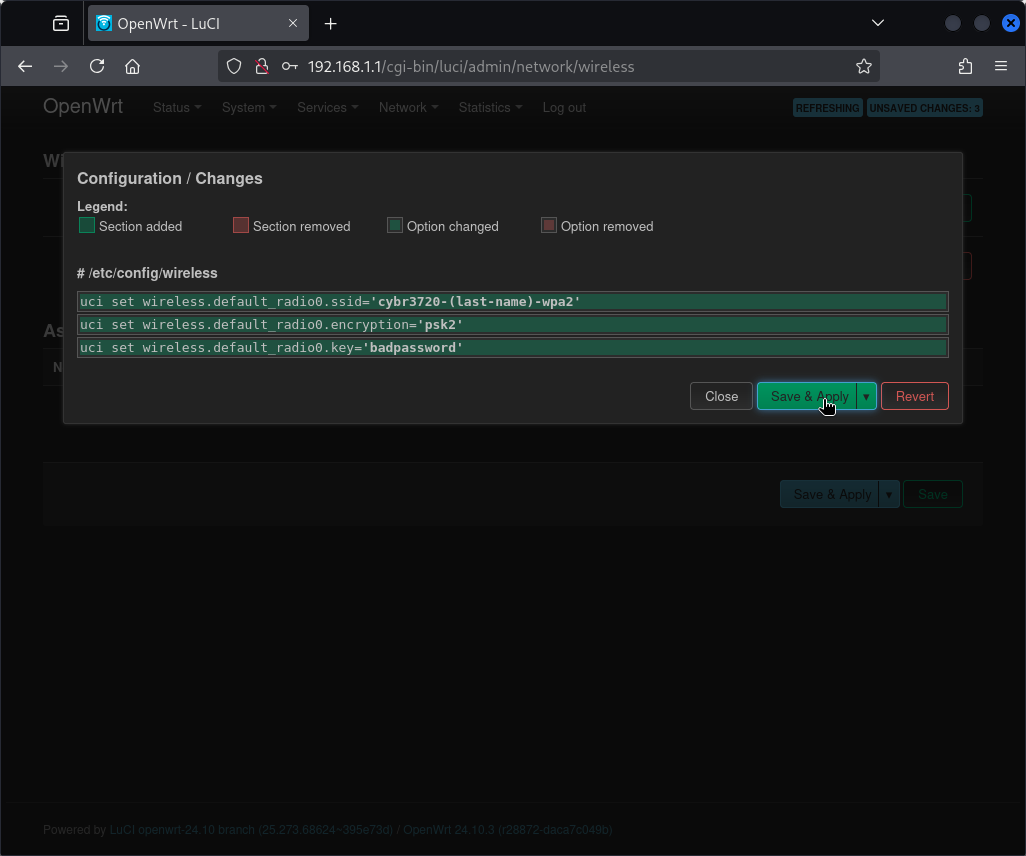 OpenWrt - LuCI
192.168.1.1/cgi-bin/luci/admin/network/wireless
OpenWrt Status System Services Network Statistics Log out REFRESHING UNSAVED CHANGES: 3
Wi
Configuration / Changes
Legend:
Section added Section removed Option changed Option removed
# /etc/config/wireless
uci set wireless.default_radio0.ssid='cybr3720-(last-name)-wpa2'
uci set wireless.default_radio0.encryption='psk2'
As
uci set wireless.default_radio0.key='badpassword'
N
Close Save & Apply ▾ Revert
Save & Apply ▾ Save
Powered by LuCI openwrt-24.10 branch (25.273.68624~395e73d) / OpenWrt 24.10.3 (r28872-daca7c049b)